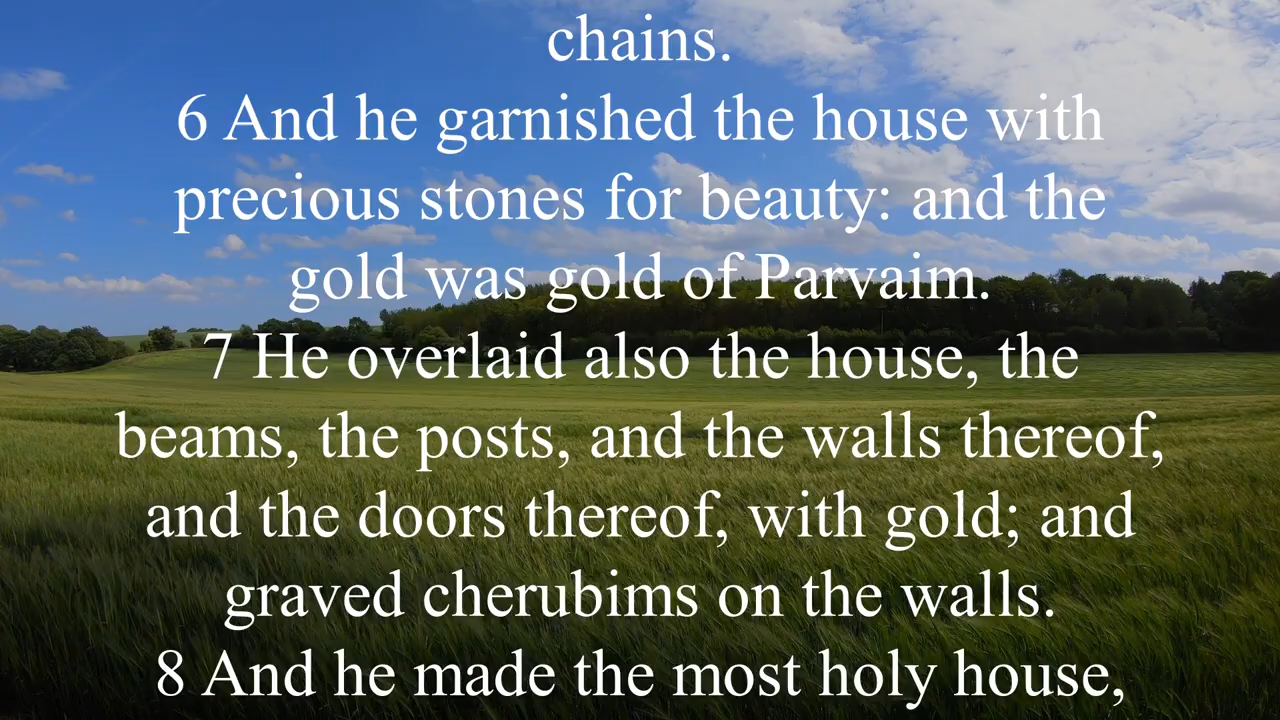 chains.
6 And he garnished the house with
precious stones for beauty: and the
gold was gold of Parvaim.
7 He overlaid also the house, the
beams, the posts, and the walls thereof,
and the doors thereof, with gold; and
graved cherubims on the walls.
8 And he made the most holy house,